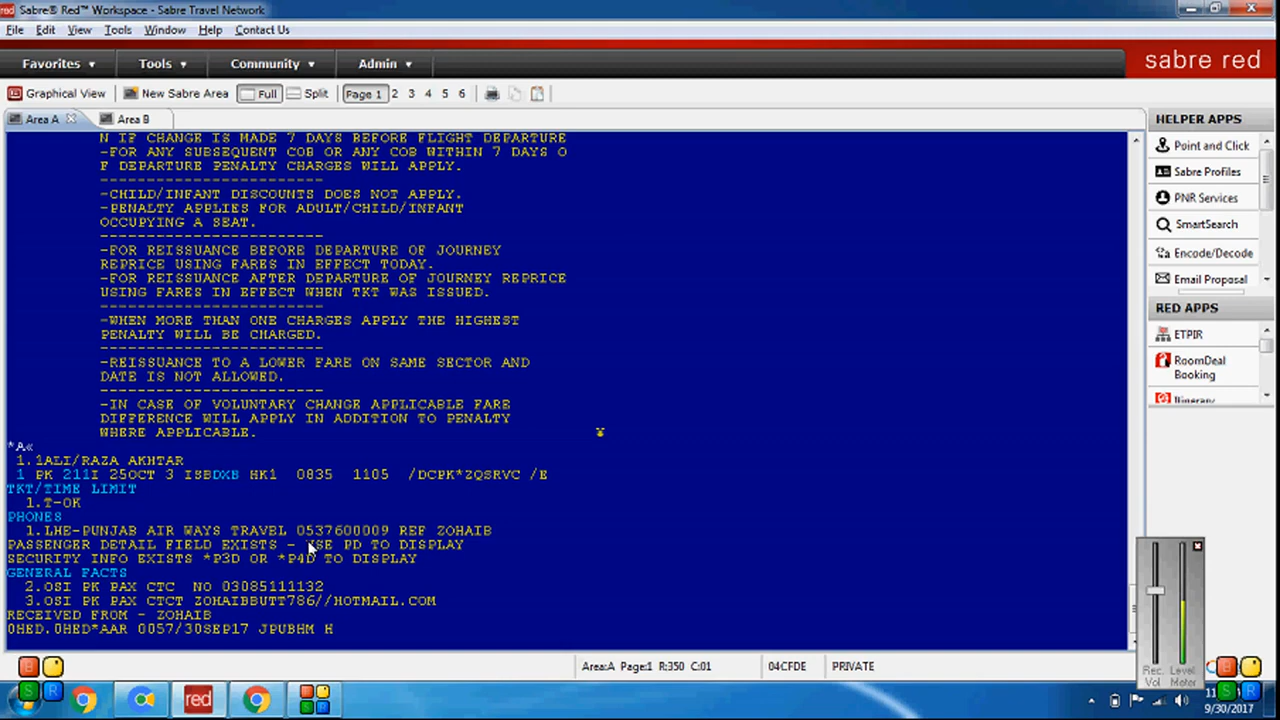 Sabre® Red™ Workspace - Sabre Travel Network
File Edit View Tools Window Help Contact Us
Favorites Tools Community Admin sabre red
Graphical View New Sabre Area Full Split Page 1 2 3 4 5 6
Area A Area B
N IF CHANGE IS MADE 7 DAYS BEFORE FLIGHT DEPARTURE
-FOR ANY SUBSEQUENT COB OR ANY COB WITHIN 7 DAYS O
F DEPARTURE PENALTY CHARGES WILL APPLY.
------------------------
-CHILD/INFANT DISCOUNTS DOES NOT APPLY.
-PENALTY APPLIES FOR ADULT/CHILD/INFANT
OCCUPYING A SEAT.
------------------------
-FOR REISSUANCE BEFORE DEPARTURE OF JOURNEY
REPRICE USING FARES IN EFFECT TODAY.
-FOR REISSUANCE AFTER DEPARTURE OF JOURNEY REPRICE
USING FARES IN EFFECT WHEN TKT WAS ISSUED.
------------------------
-WHEN MORE THAN ONE CHARGES APPLY THE HIGHEST
PENALTY WILL BE CHARGED.
------------------------
-REISSUANCE TO A LOWER FARE ON SAME SECTOR AND
DATE IS NOT ALLOWED.
------------------------
-IN CASE OF VOLUNTARY CHANGE APPLICABLE FARE
DIFFERENCE WILL APPLY IN ADDITION TO PENALTY
WHERE APPLICABLE.
*A«
1.1ALI/RAZA AKHTAR
1 PK 211I 25OCT 3 ISBDXB HK1 0835 1105 /DCPK*ZQSRVC /E
TKT/TIME LIMIT
1.T-OK
PHONES
1.LHE-PUNJAB AIR WAYS TRAVEL 0537600009 REF ZOHAIB
PASSENGER DETAIL FIELD EXISTS - USE PD TO DISPLAY
SECURITY INFO EXISTS *P3D OR *P4D TO DISPLAY
GENERAL FACTS
2.OSI PK PAX CTC NO 03085111132
3.OSI PK PAX CTCT ZOHAIBBUTT786//HOTMAIL.COM
RECEIVED FROM - ZOHAIB
0HED.0HED*AAR 0057/30SEP17 JPUBHM H
HELPER APPS
Point and Click
Sabre Profiles
PNR Services
SmartSearch
Encode/Decode
Email Proposal
RED APPS
ETPIR
RoomDeal
Booking
Itinerary
Rec. Vol
Level Meter
Area:A Page:1 R:350 C:01 04CFDE PRIVATE
B S R
red
B S R
9/30/2017